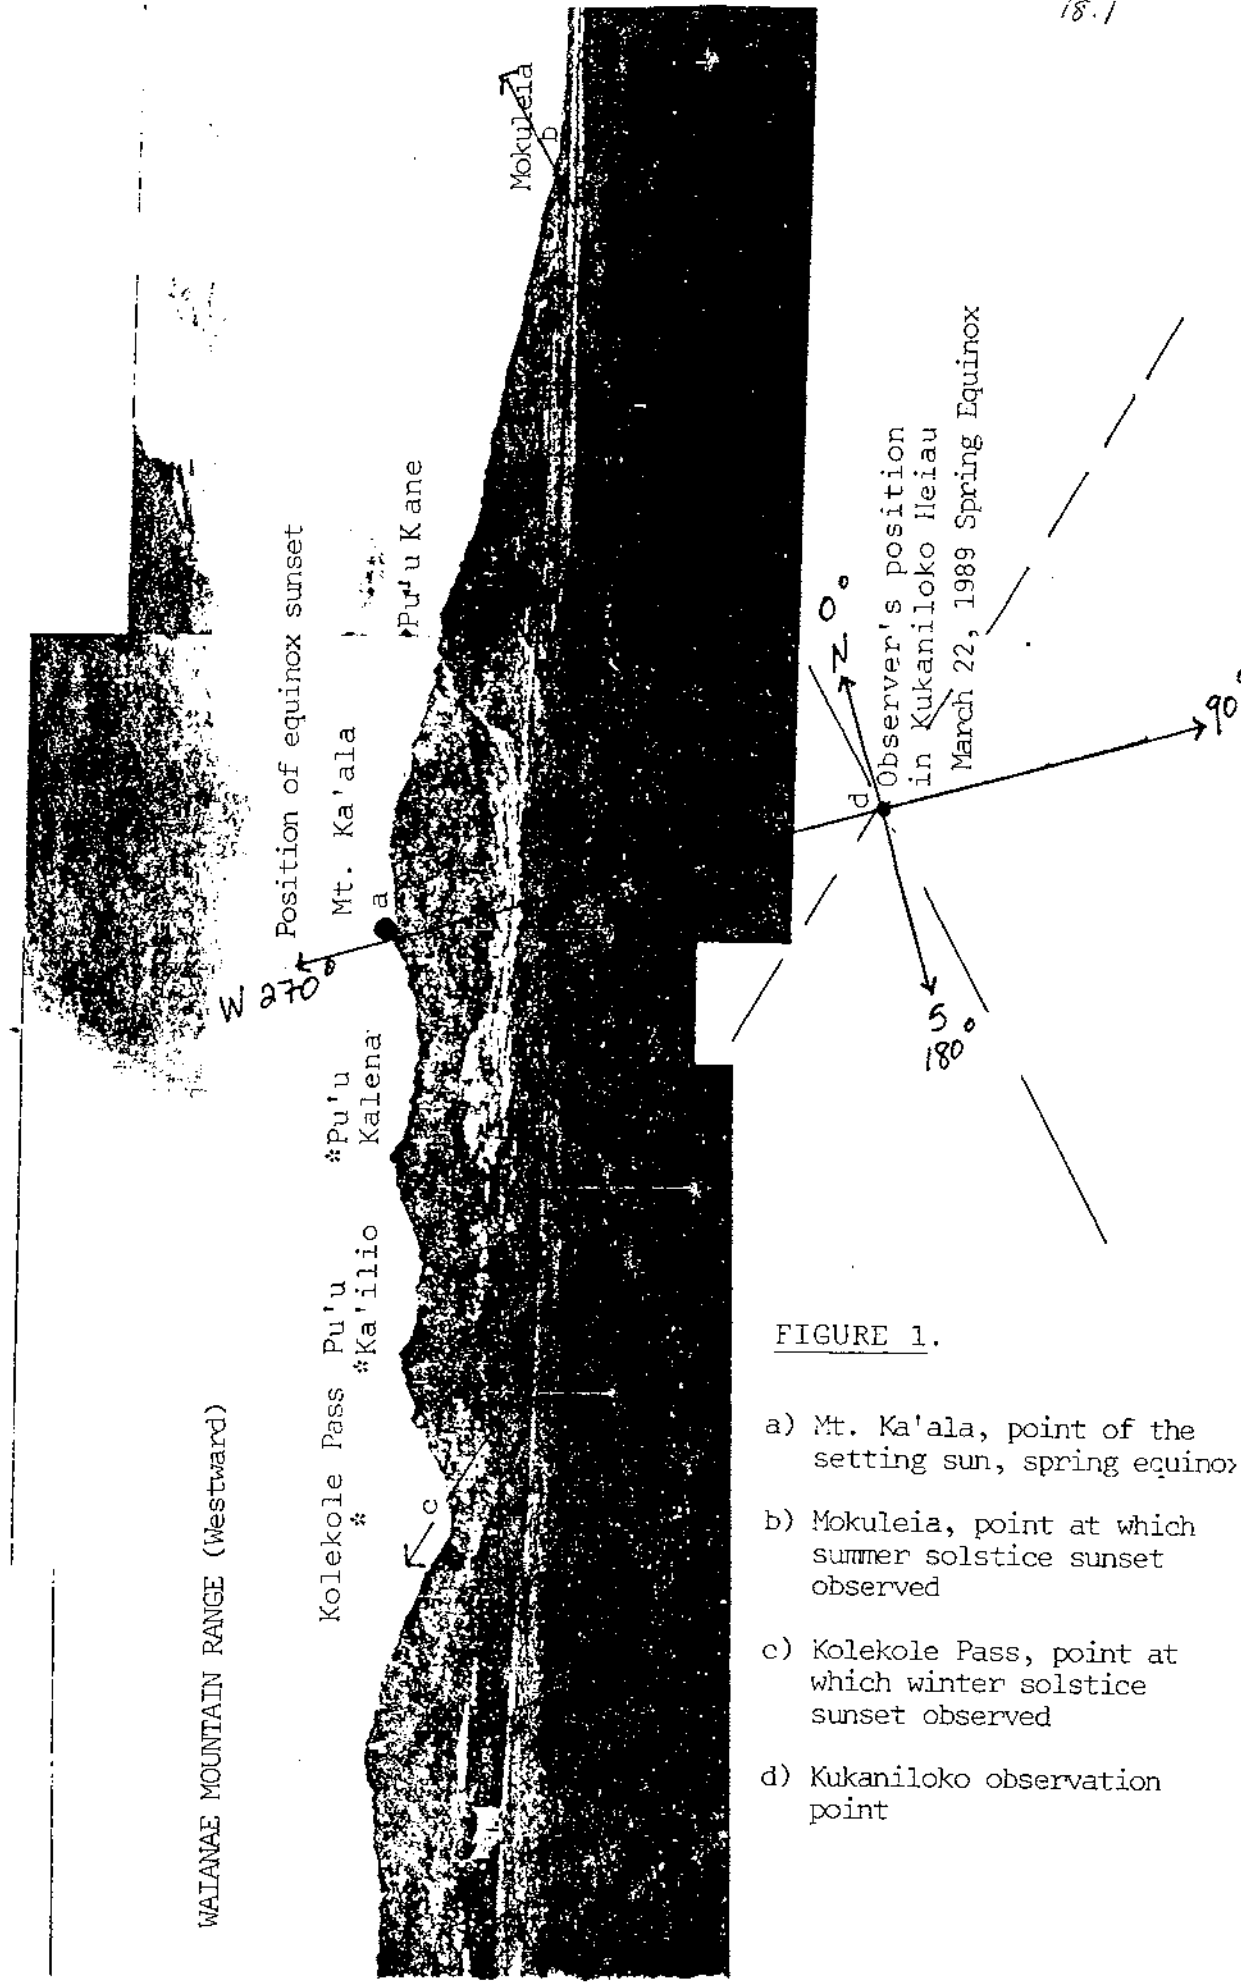 18.1
WAIANAE MOUNTAIN RANGE (Westward)
Kolekole Pass
*
Pu'u
*Ka'ilio
*Pu'u
Kalena
W 270°
Position of equinox sunset
Mt. Ka'ala
Pu'u Kane
Mokuleia
a
b
c
d
Observer's position
in Kukaniloko Heiau
March 22, 1989 Spring Equinox
N 0°
90°
S
180°
FIGURE 1.
a) Mt. Ka'ala, point of the
setting sun, spring equinox
b) Mokuleia, point at which
summer solstice sunset
observed
c) Kolekole Pass, point at
which winter solstice
sunset observed
d) Kukaniloko observation
point